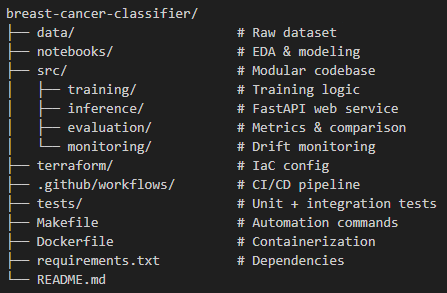 breast-cancer-classifier/
├── data/                     # Raw dataset
├── notebooks/                # EDA & modeling
├── src/                      # Modular codebase
│   ├── training/             # Training logic
│   ├── inference/            # FastAPI web service
│   ├── evaluation/           # Metrics & comparison
│   └── monitoring/           # Drift monitoring
├── terraform/                # IaC config
├── .github/workflows/        # CI/CD pipeline
├── tests/                    # Unit + integration tests
├── Makefile                  # Automation commands
├── Dockerfile                # Containerization
├── requirements.txt          # Dependencies
└── README.md